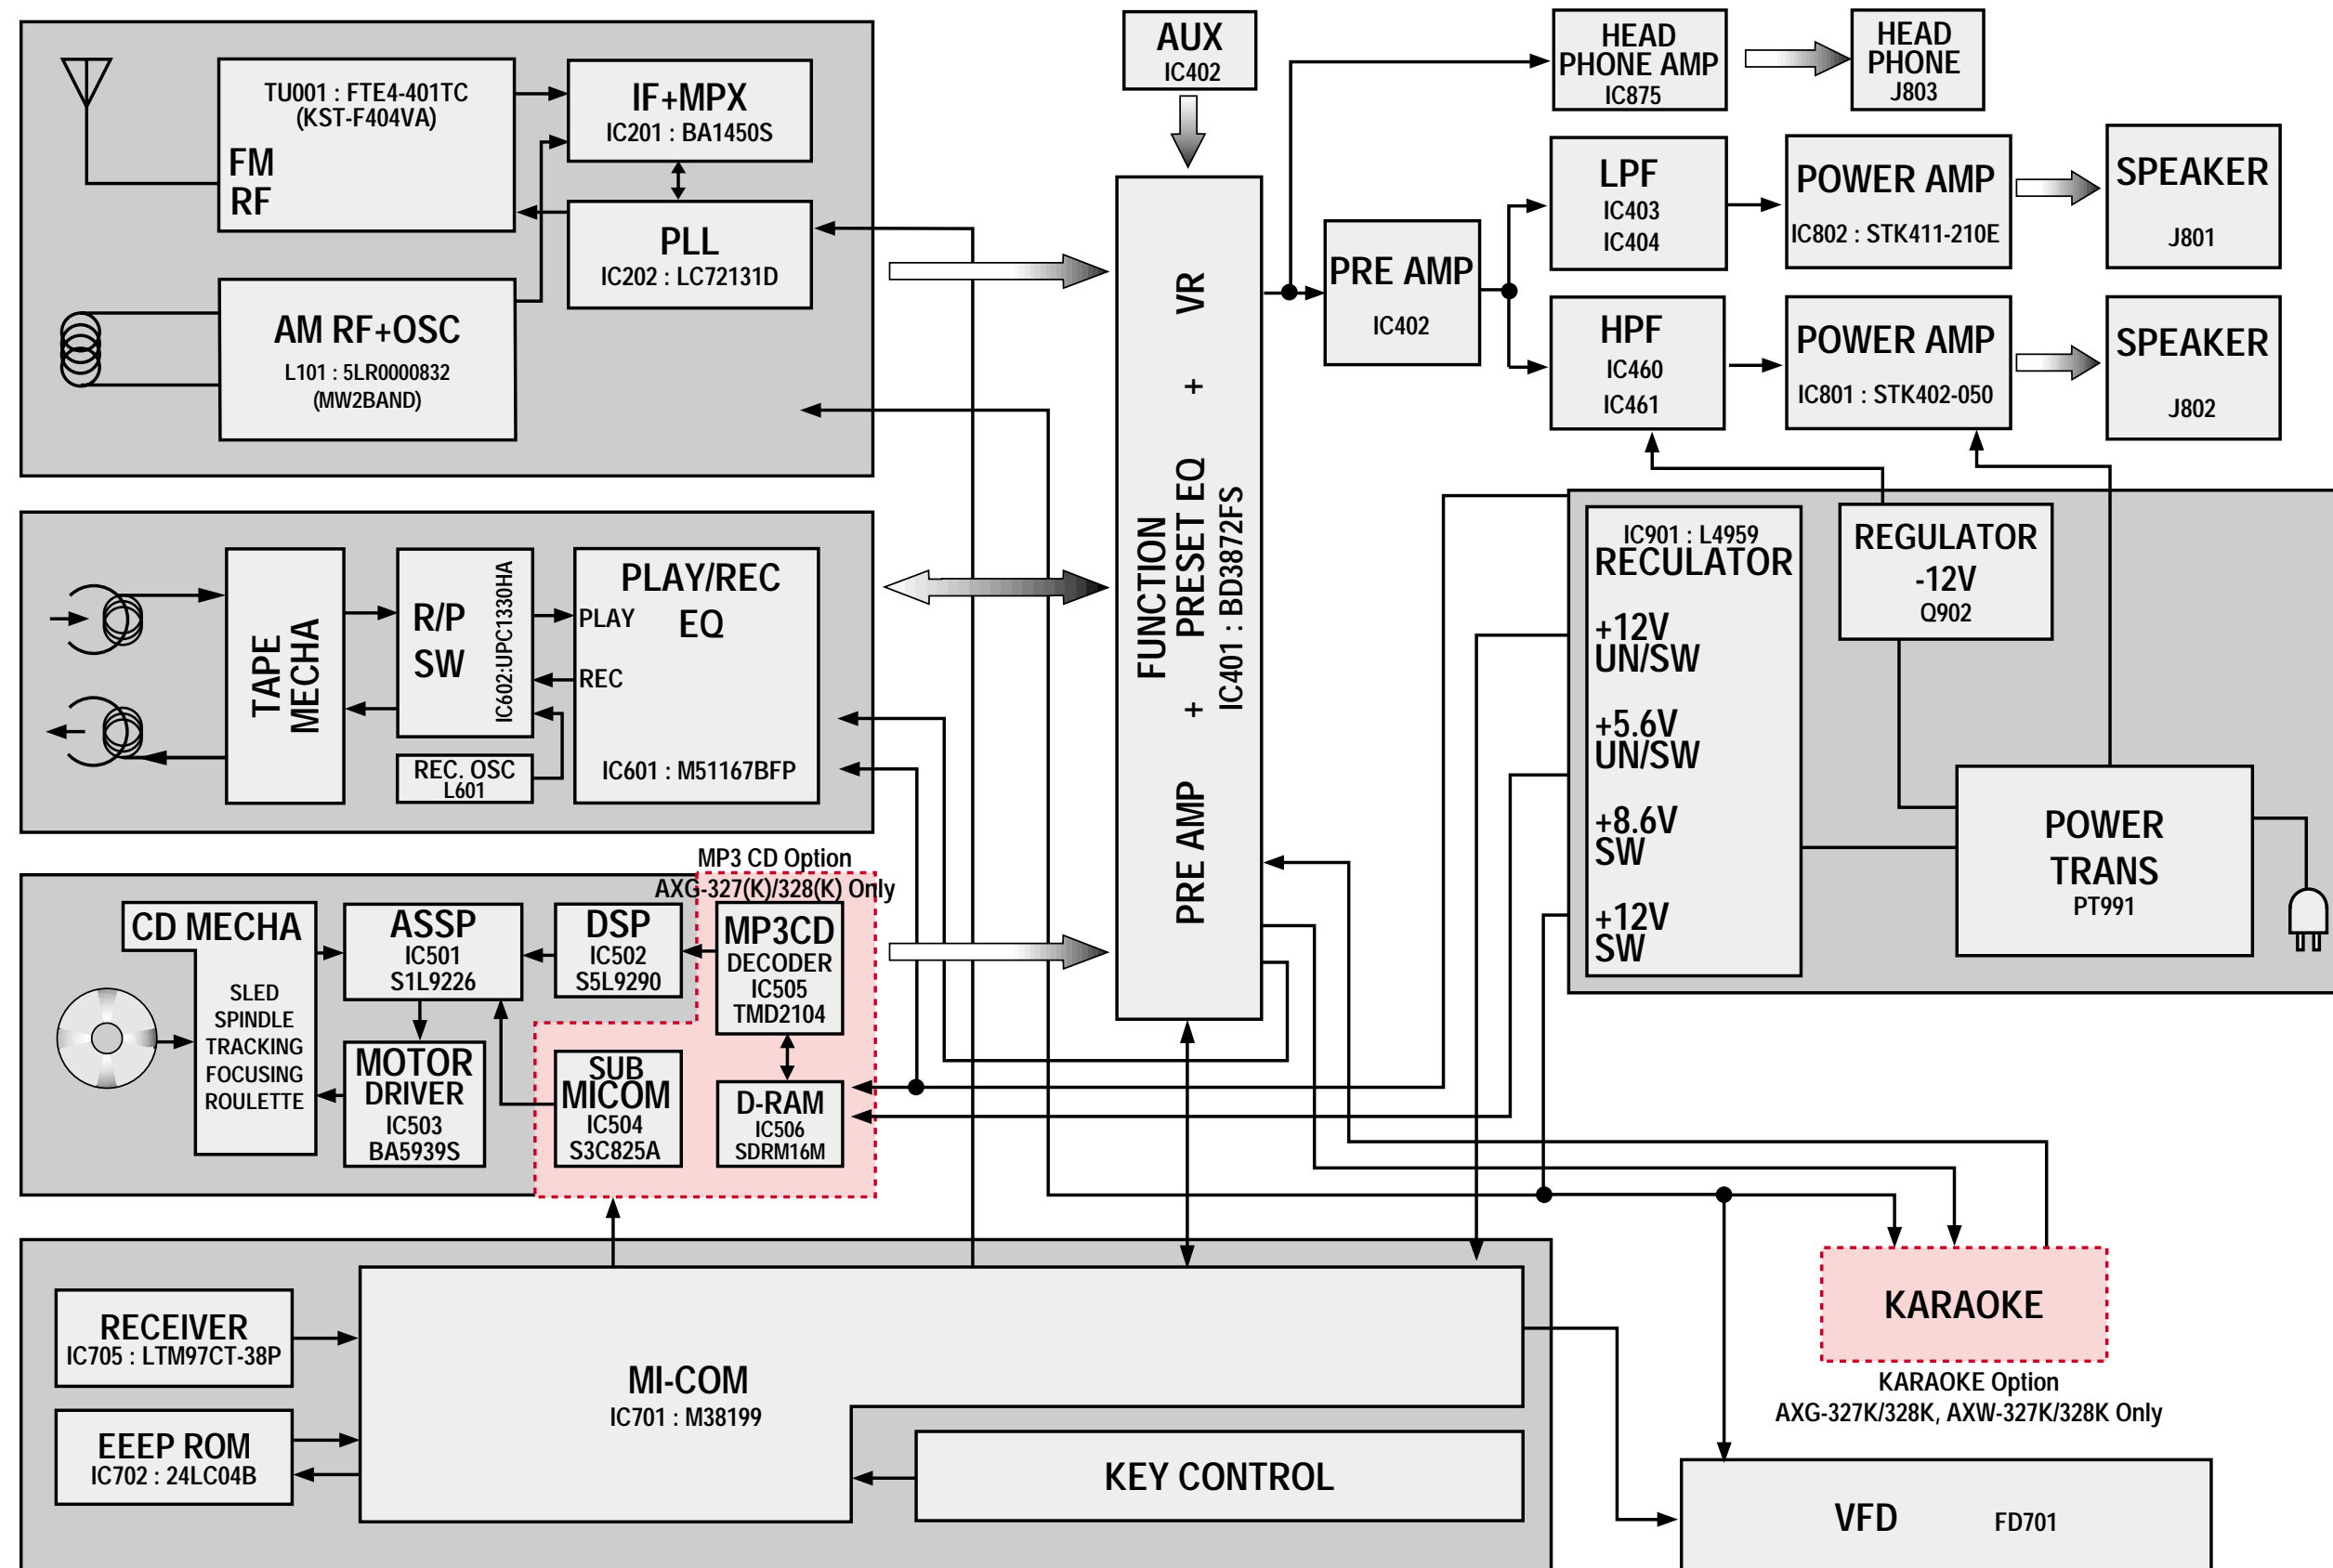 AUX
IC402
HEAD
PHONE AMP
IC875
HEAD
PHONE
J803
TU001 : FTE4-401TC
(KST-F404VA)
FM
RF
IF+MPX
IC201 : BA1450S
PLL
IC202 : LC72131D
AM RF+OSC
L101 : 5LR0000832
(MW2BAND)
LPF
IC403
IC404
POWER AMP
IC802 : STK411-210E
SPEAKER
J801
PRE AMP
IC402
HPF
IC460
IC461
POWER AMP
IC801 : STK402-050
SPEAKER
J802
FUNCTION
PRE AMP + PRESET EQ + VR
IC401 : BD3872FS
TAPE
MECHA
R/P
SW
IC602:UPC1330HA
REC. OSC
L601
PLAY/REC
EQ
PLAY
REC
IC601 : M51167BFP
IC901 : L4959
RECULATOR
+12V
UN/SW
+5.6V
UN/SW
+8.6V
SW
+12V
SW
REGULATOR
-12V
Q902
POWER
TRANS
PT991
MP3 CD Option
AXG-327(K)/328(K) Only
CD MECHA
SLED
SPINDLE
TRACKING
FOCUSING
ROULETTE
ASSP
IC501
S1L9226
DSP
IC502
S5L9290
MP3CD
DECODER
IC505
TMD2104
MOTOR
DRIVER
IC503
BA5939S
SUB
MICOM
IC504
S3C825A
D-RAM
IC506
SDRM16M
RECEIVER
IC705 : LTM97CT-38P
EEEP ROM
IC702 : 24LC04B
MI-COM
IC701 : M38199
KEY CONTROL
KARAOKE
KARAOKE Option
AXG-327K/328K, AXW-327K/328K Only
VFD FD701